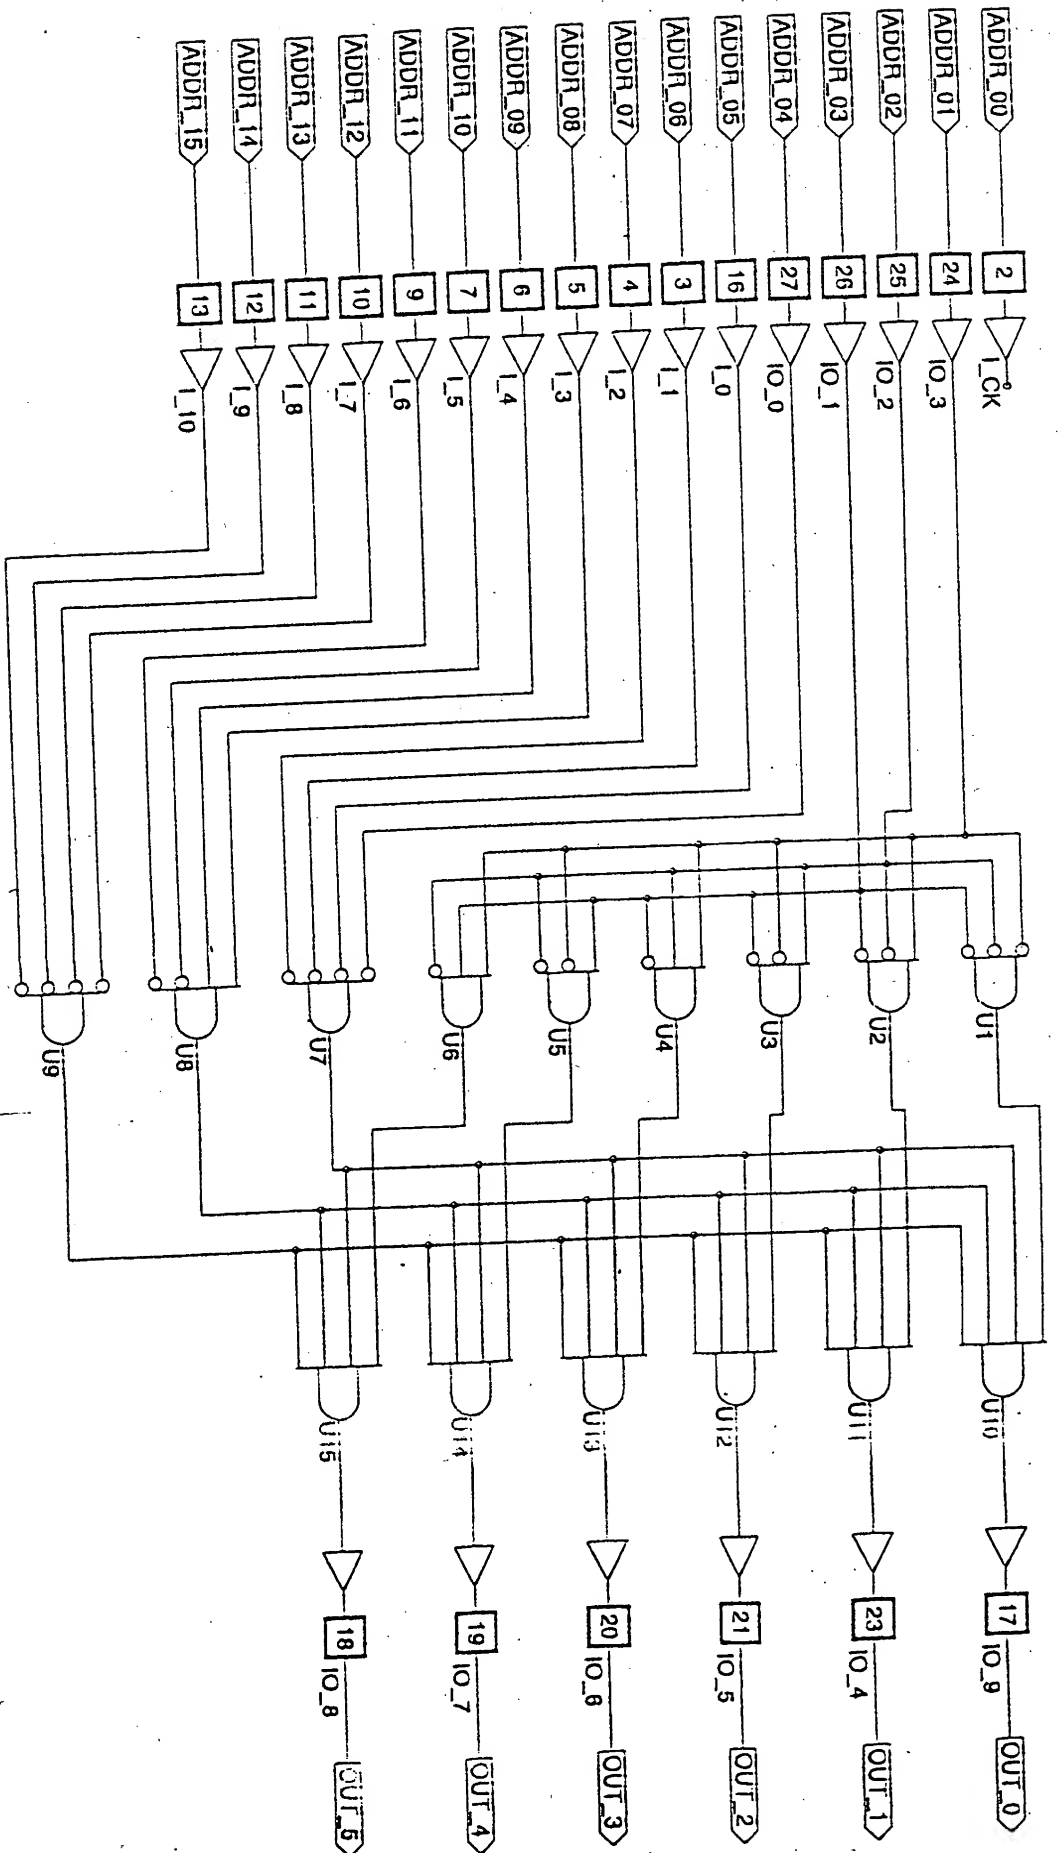 ADDR_00 2 I_CK
ADDR_01 24 IO_3
ADDR_02 25 IO_2
ADDR_03 26 IO_1
ADDR_04 27 IO_0
ADDR_05 16 I_0
ADDR_06 3 I_1
ADDR_07 4 I_2
ADDR_08 5 I_3
ADDR_09 6 I_4
ADDR_10 7 I_5
ADDR_11 9 I_6
ADDR_12 10 I_7
ADDR_13 11 I_8
ADDR_14 12 I_9
ADDR_15 13 I_10
U1
U2
U3
U4
U5
U6
U7
U8
U9
U10 17 IO_9 OUT_0
U11 23 IO_4 OUT_1
U12 21 IO_5 OUT_2
U13 20 IO_6 OUT_3
U14 19 IO_7 OUT_4
U15 18 IO_8 OUT_5